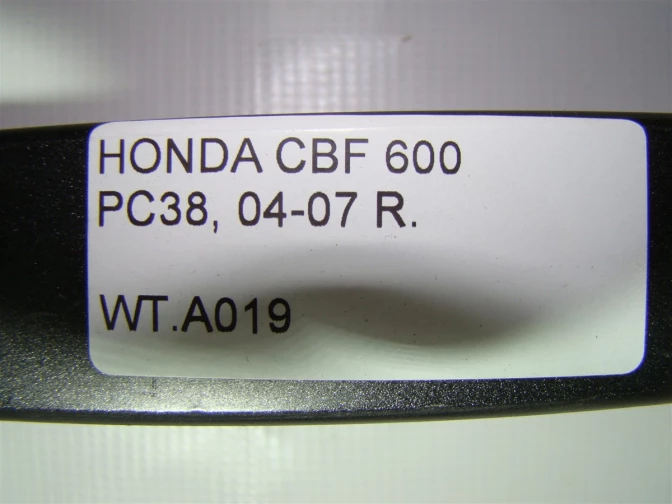 HONDA CBF 600
PC38, 04-07 R.
WT.A019